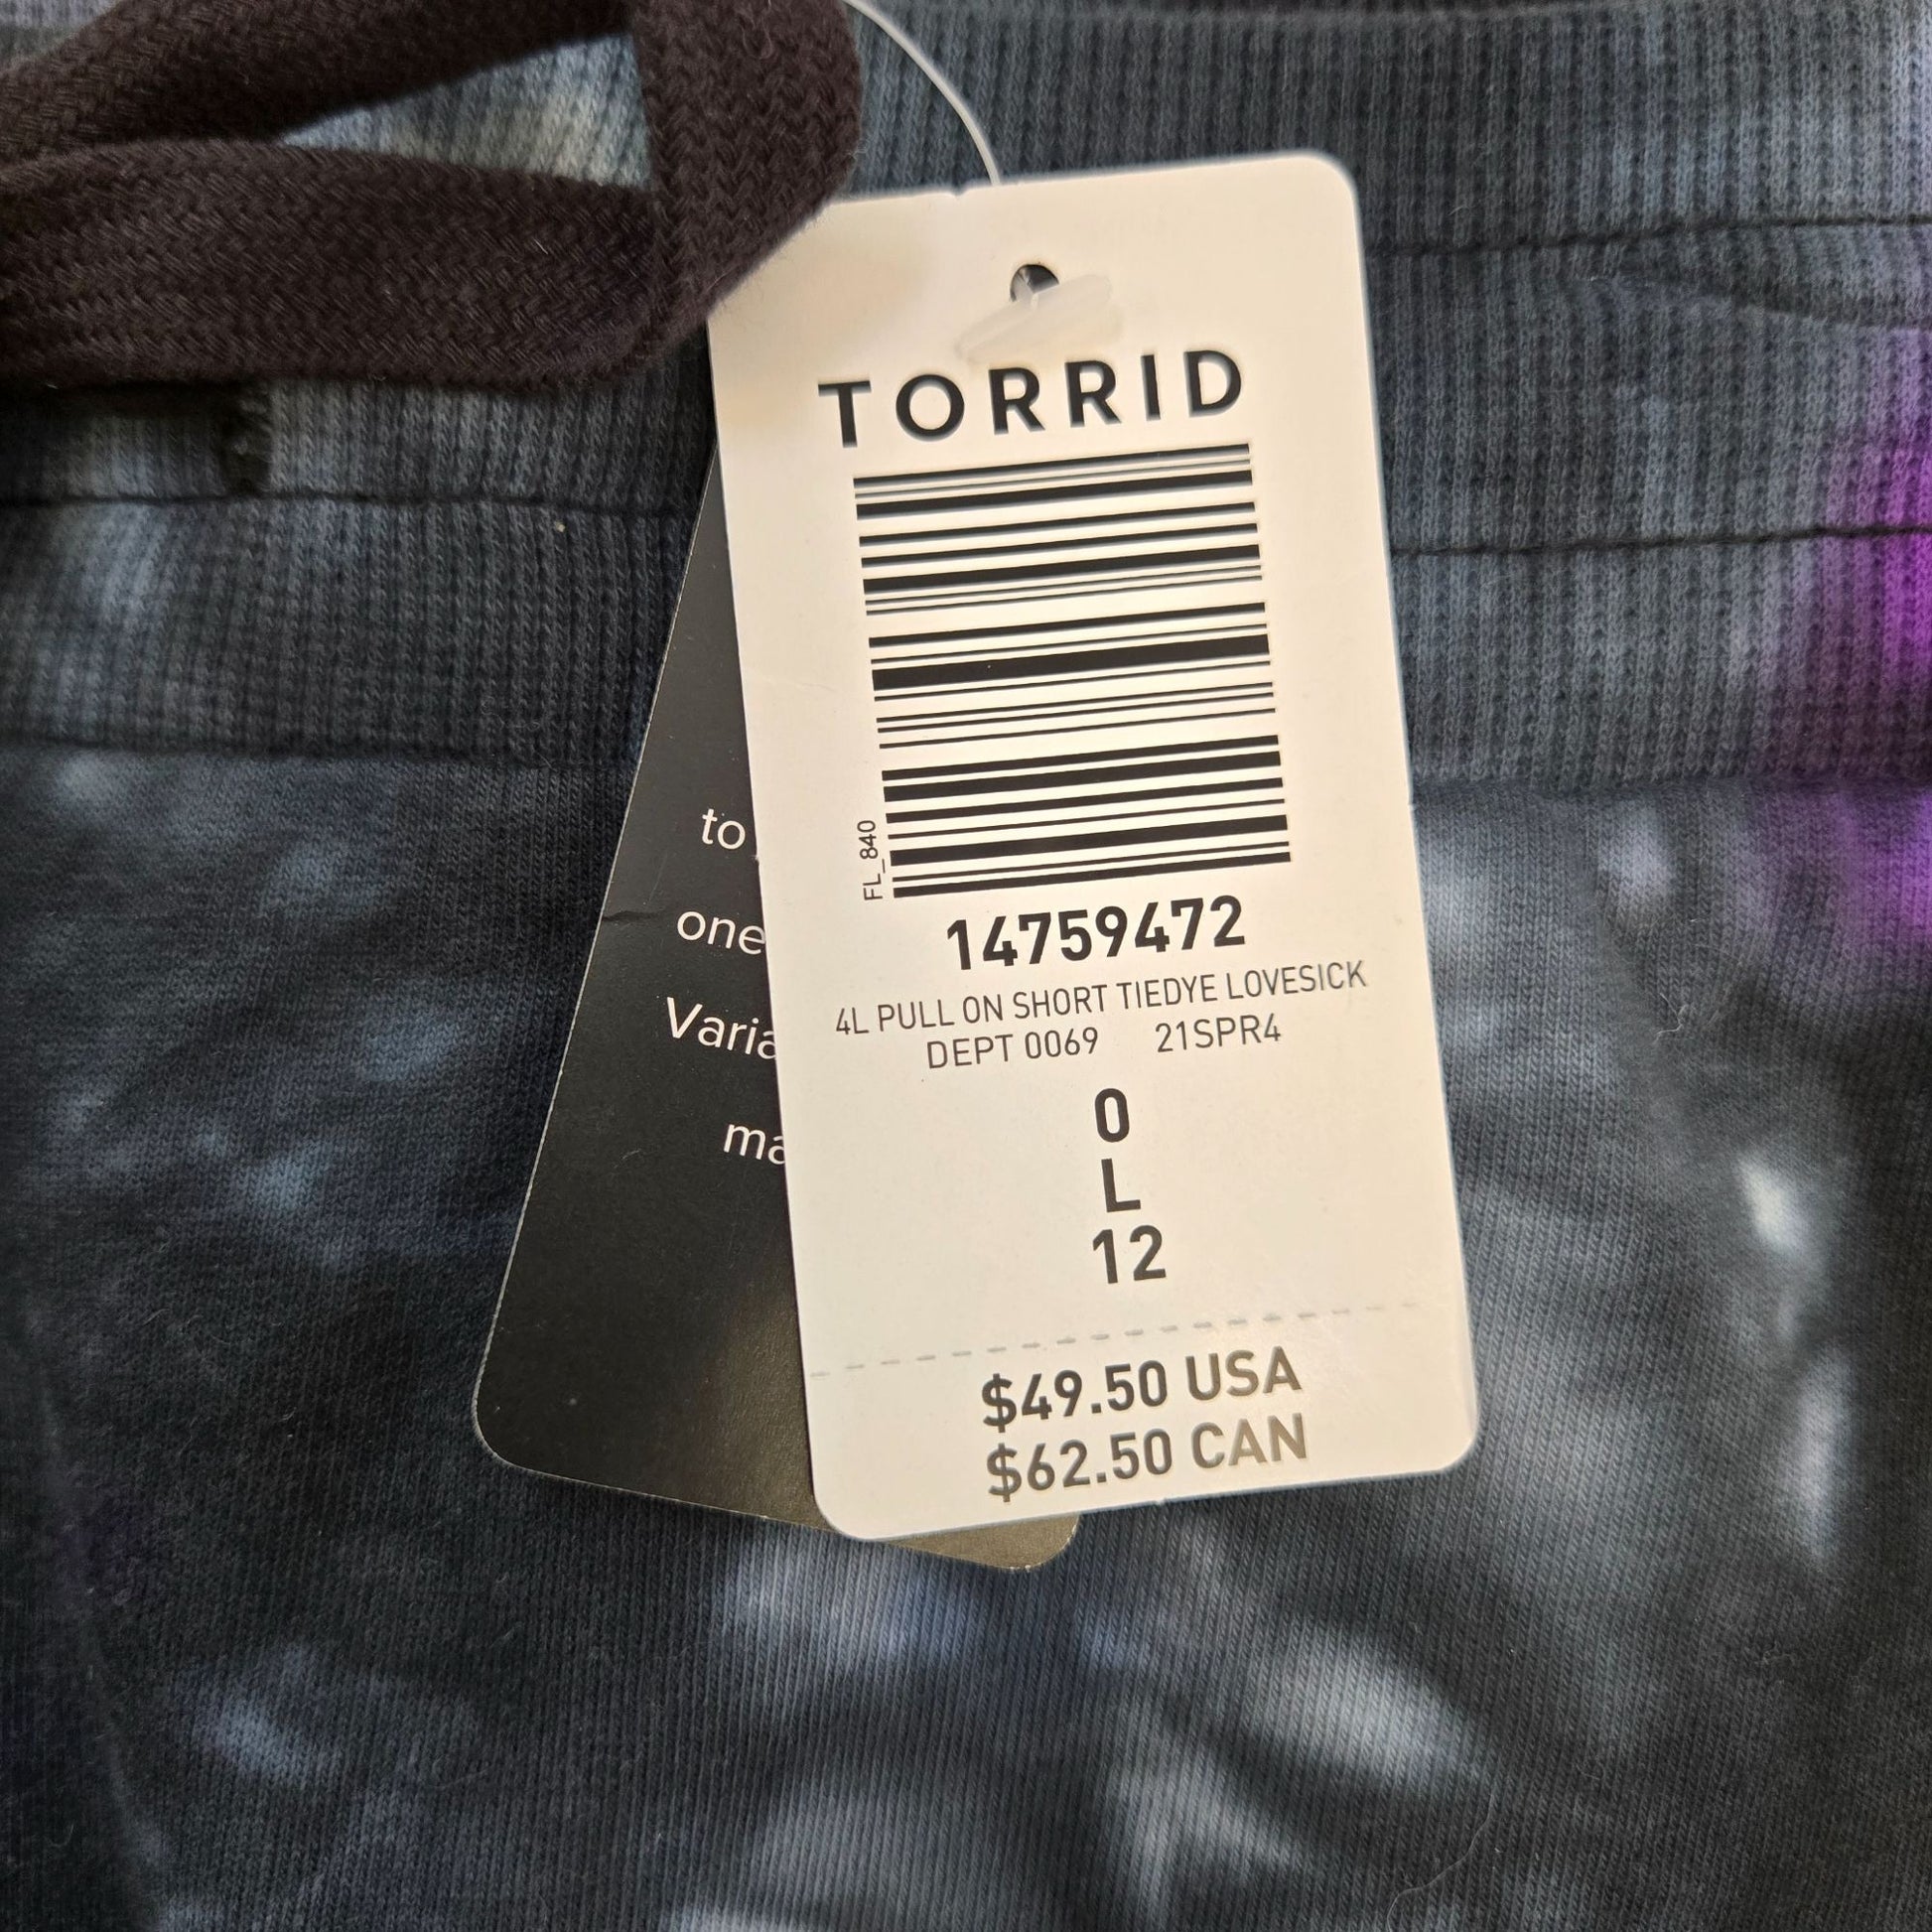 TORRID
FL_840
14759472
4L PULL ON SHORT TIEDYE LOVESICK
DEPT 0069 21SPR4
0
L
12
$49.50 USA
$62.50 CAN
to
one
Varia
ma